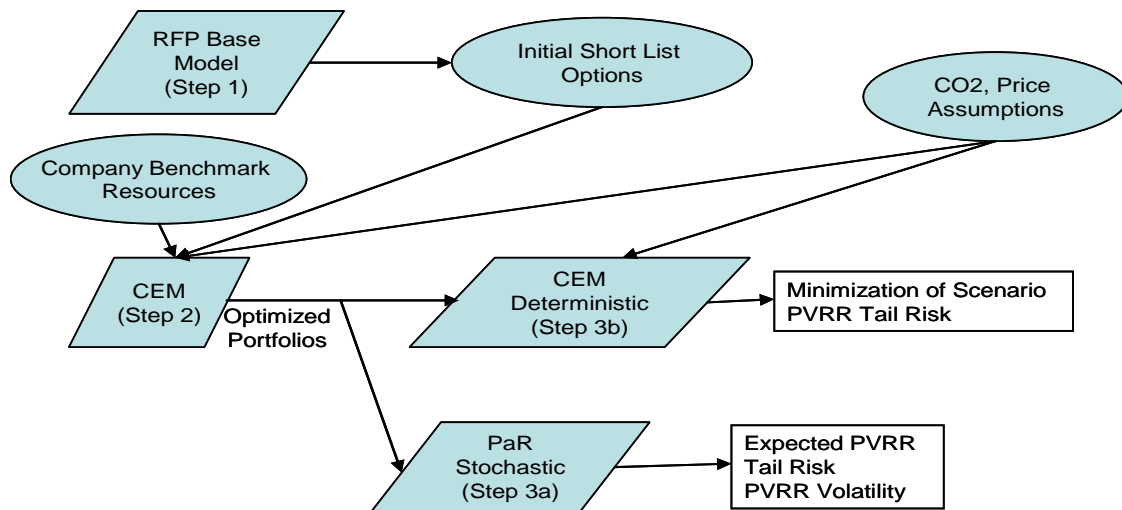 RFP Base
Model
(Step 1)
Initial Short List
Options
CO2, Price
Assumptions
Company Benchmark
Resources
CEM
(Step 2)
Optimized
Portfolios
CEM
Deterministic
(Step 3b)
Minimization of Scenario
PVRR Tail Risk
PaR
Stochastic
(Step 3a)
Expected PVRR
Tail Risk
PVRR Volatility